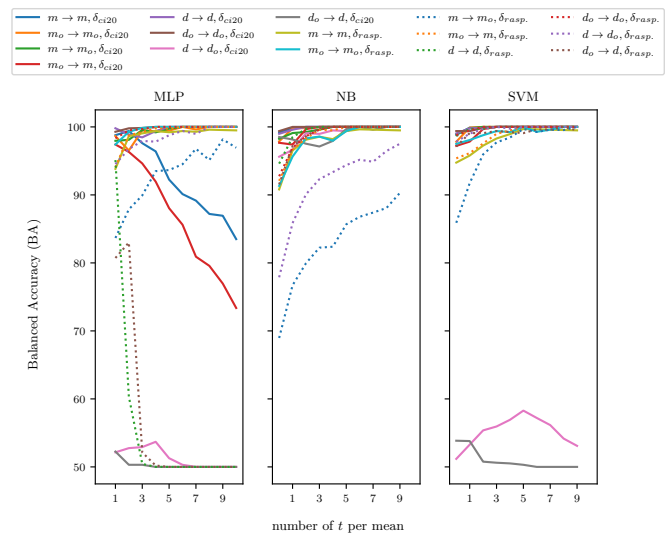 m → m, δci20 d → d, δci20 do → d, δci20 m → mo, δrasp. do → do, δrasp.
mo → mo, δci20 do → do, δci20 m → m, δrasp. mo → m, δrasp. d → do, δrasp.
m → mo, δci20 d → do, δci20 mo → mo, δrasp. d → d, δrasp. do → d, δrasp.
mo → m, δci20
MLP NB SVM
Balanced Accuracy (BA)
100
90
80
70
60
50
1 3 5 7 9 1 3 5 7 9 1 3 5 7 9
number of t per mean